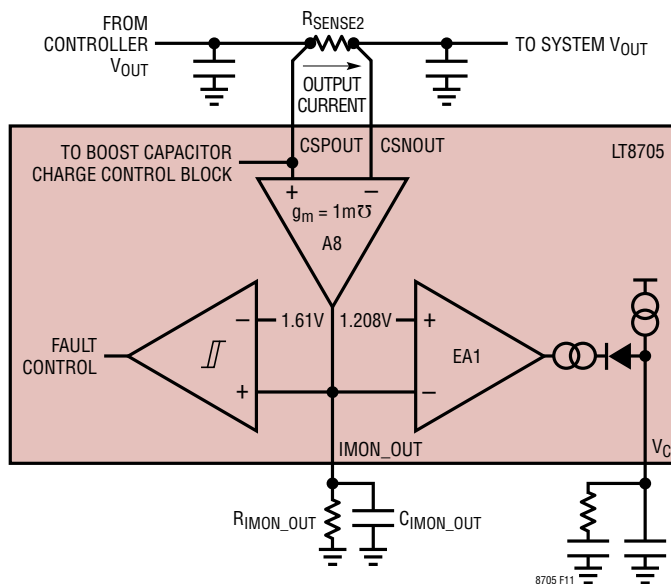 FROM
CONTROLLER
VOUT
RSENSE2
TO SYSTEM VOUT
OUTPUT
CURRENT
CSPOUT
CSNOUT
LT8705
TO BOOST CAPACITOR
CHARGE CONTROL BLOCK
+
−
gm = 1m℧
A8
FAULT
CONTROL
−
1.61V
1.208V
+
EA1
+
−
IMON_OUT
VC
RIMON_OUT
CIMON_OUT
8705 F11